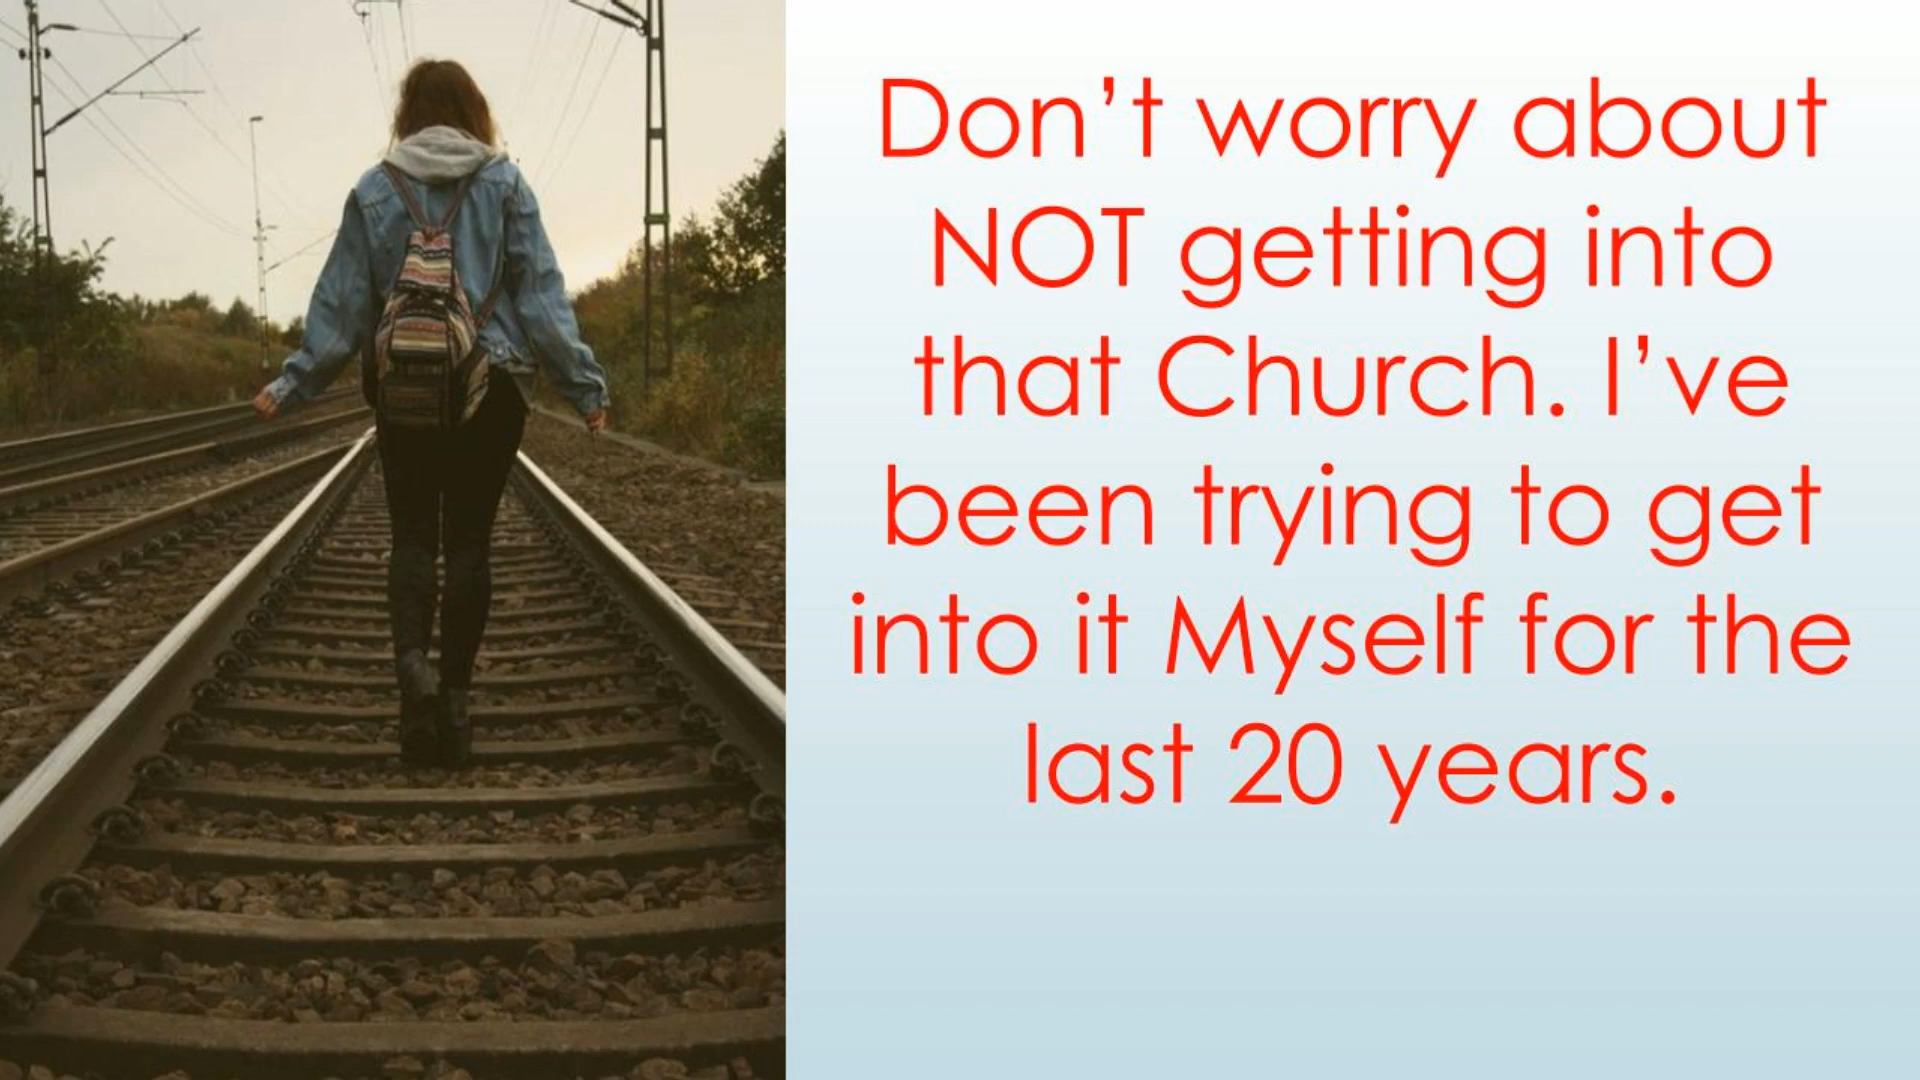 Don’t worry about
NOT getting into
that Church. I’ve
been trying to get
into it Myself for the
last 20 years.